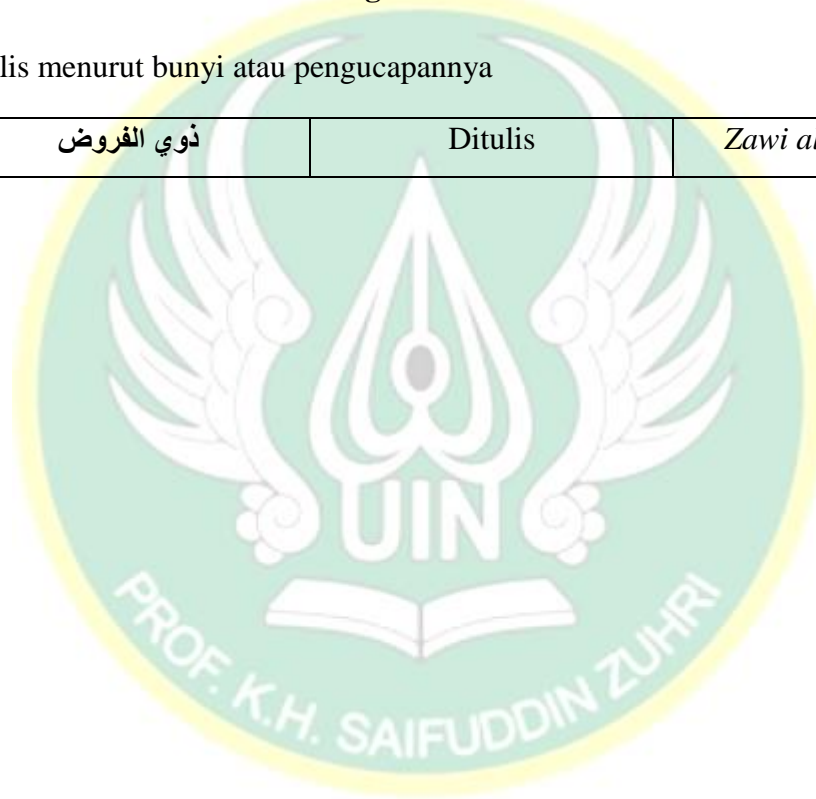 lis menurut bunyi atau pengucapannya
ذوي الفروض Ditulis Zawi al
UIN
PROF. K.H. SAIFUDDIN ZUHRI